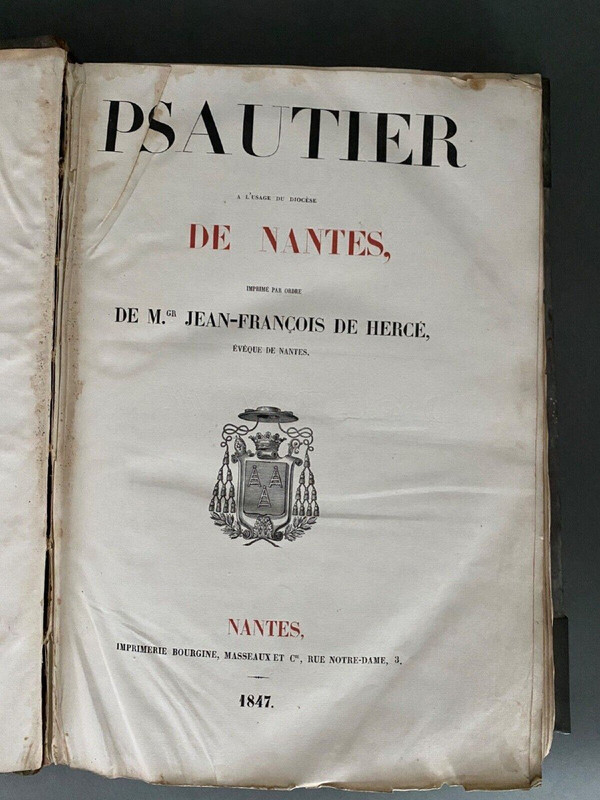 PSAUTIER
A L'USAGE DU DIOCÈSE
DE NANTES,
IMPRIMÉ PAR ORDRE
DE M.GR JEAN-FRANÇOIS DE HERCÉ,
ÉVÊQUE DE NANTES.
NANTES,
IMPRIMERIE BOURGINE, MASSEAUX ET Cie, RUE NOTRE-DAME, 3.
1847.